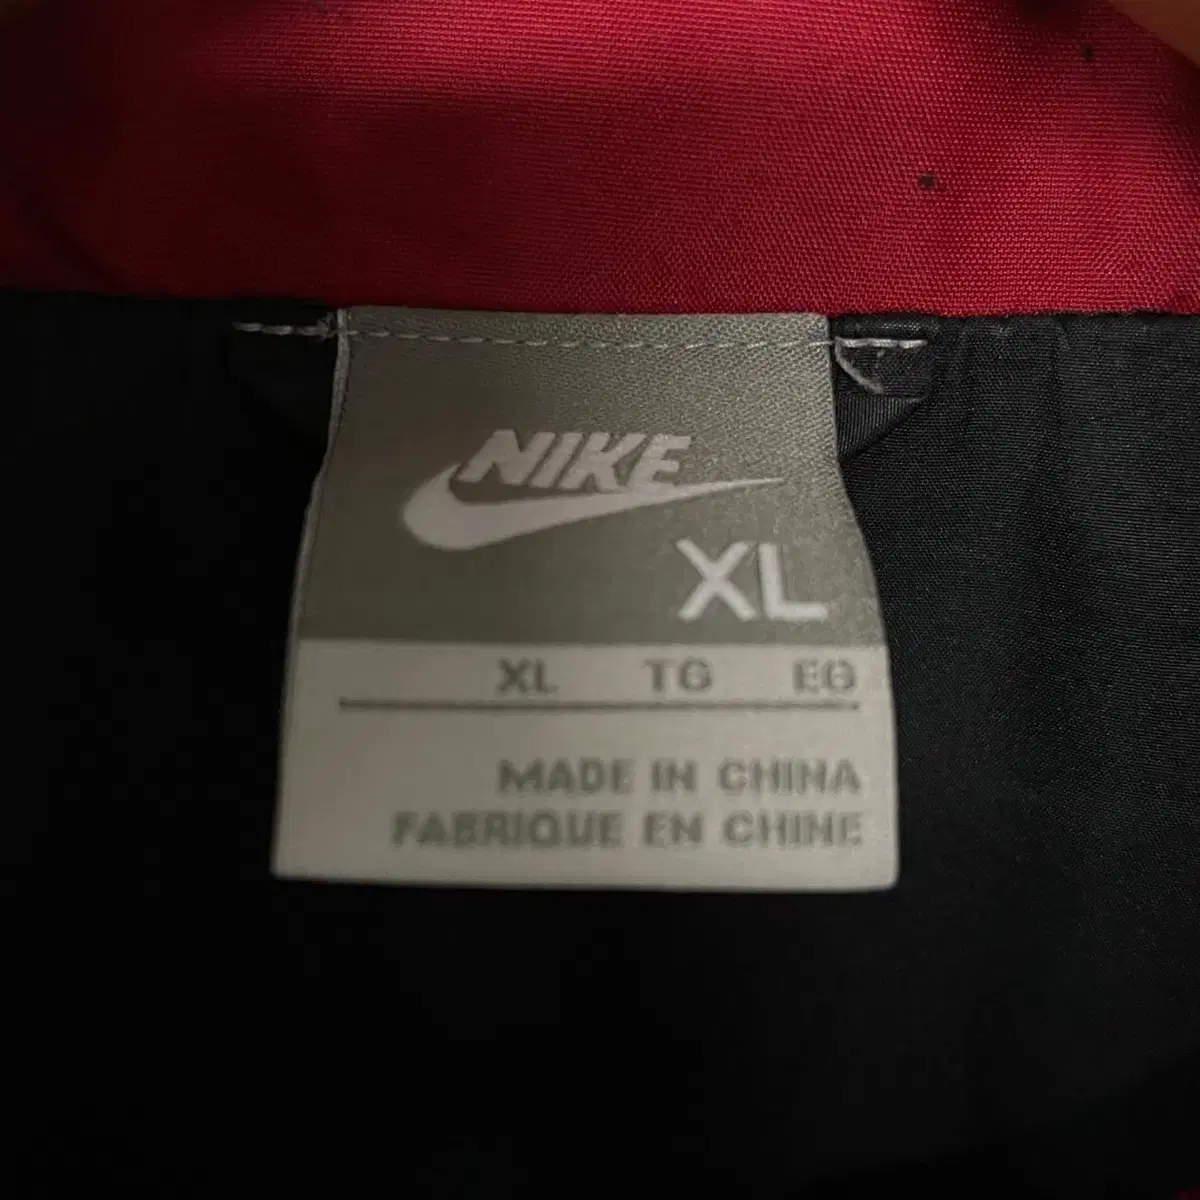 NIKE
XL
XL TG EG
MADE IN CHINA
FABRIQUE EN CHINE